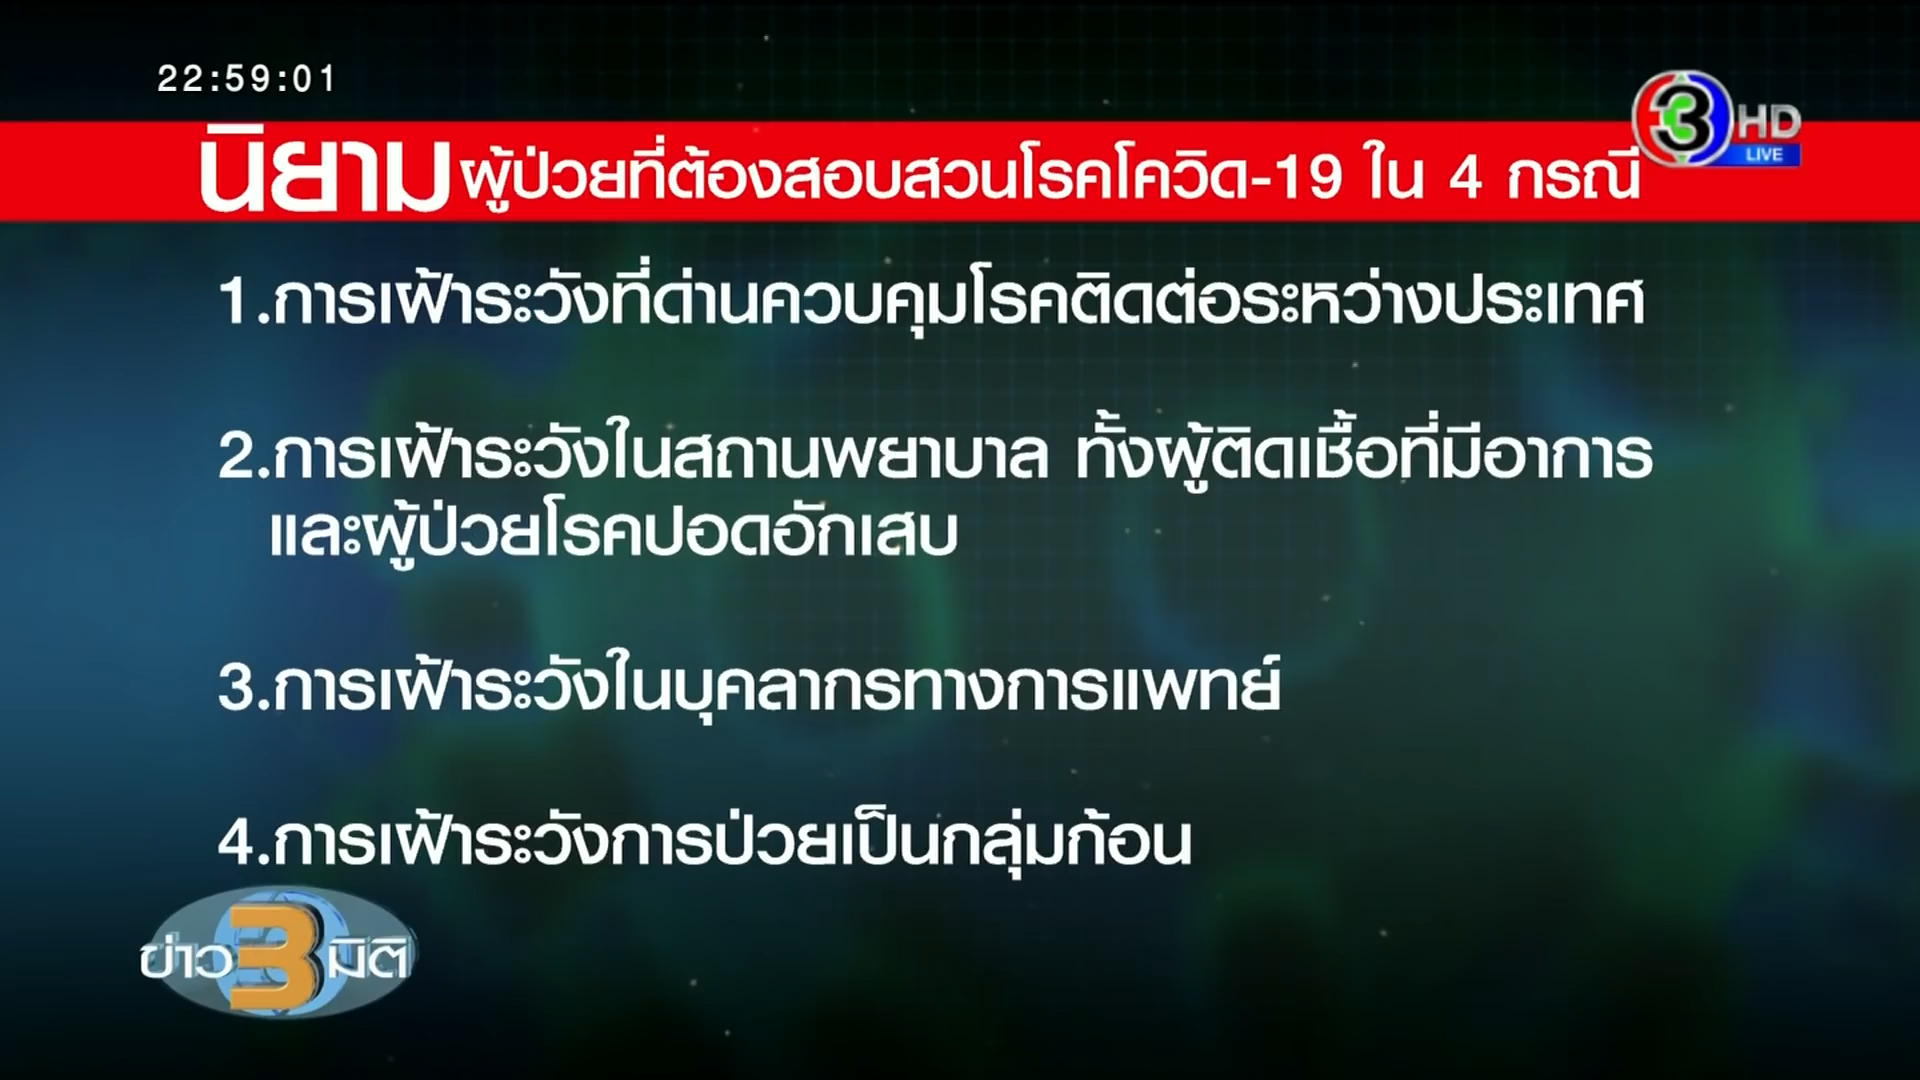 22:59:01
3 HD
LIVE
นิยาม ผู้ป่วยที่ต้องสอบสวนโรคโควิด-19 ใน 4 กรณี
1.การเฝ้าระวังที่ด่านควบคุมโรคติดต่อระหว่างประเทศ
2.การเฝ้าระวังในสถานพยาบาล ทั้งผู้ติดเชื้อที่มีอาการ
และผู้ป่วยโรคปอดอักเสบ
3.การเฝ้าระวังในบุคลากรทางการแพทย์
4.การเฝ้าระวังการป่วยเป็นกลุ่มก้อน
ข่าว 3 มิติ